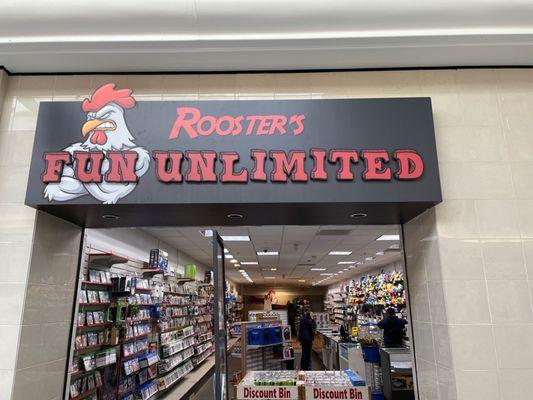 ROOSTER'S
FUN UNLIMITED
Discount Bin
Discount Bin